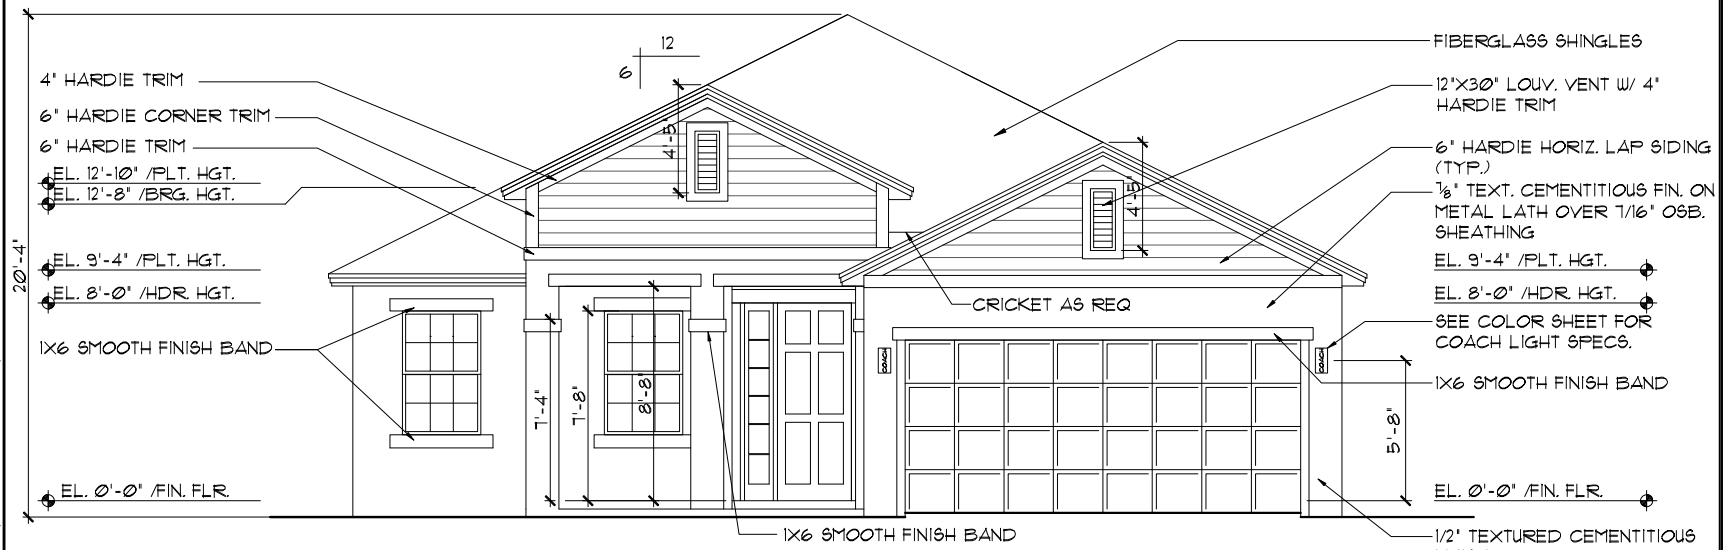 12
6
20'-4"
4" HARDIE TRIM
6" HARDIE CORNER TRIM
6" HARDIE TRIM
EL. 12'-10" /PLT. HGT.
EL. 12'-8" /BRG. HGT.
EL. 9'-4" /PLT. HGT.
EL. 8'-0" /HDR. HGT.
1X6 SMOOTH FINISH BAND
EL. 0'-0" /FIN. FLR.
4'-5"
4'-5"
7'-4"
7'-8"
8'-8"
COACH
COACH
CRICKET AS REQ
1X6 SMOOTH FINISH BAND
5'-8"
FIBERGLASS SHINGLES
12"X30" LOUV. VENT W/ 4"
HARDIE TRIM
6" HARDIE HORIZ. LAP SIDING
(TYP.)
7/8" TEXT. CEMENTITIOUS FIN. ON
METAL LATH OVER 7/16" OSB.
SHEATHING
EL. 9'-4" /PLT. HGT.
EL. 8'-0" /HDR. HGT.
SEE COLOR SHEET FOR
COACH LIGHT SPECS.
1X6 SMOOTH FINISH BAND
EL. 0'-0" /FIN. FLR.
1/2" TEXTURED CEMENTITIOUS